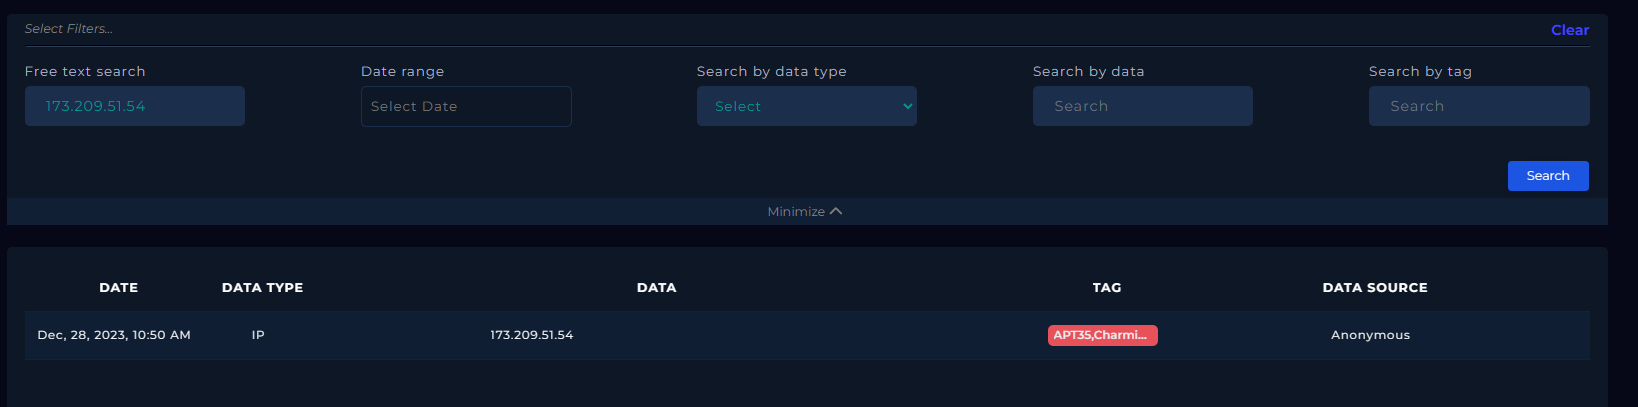 Select Filters...
Clear
Free text search
Date range
Search by data type
Search by data
Search by tag
173.209.51.54
Select Date
Select
Search
Search
Search
Minimize
DATE DATA TYPE DATA TAG DATA SOURCE
Dec, 28, 2023, 10:50 AM IP 173.209.51.54 APT35,Charmi... Anonymous